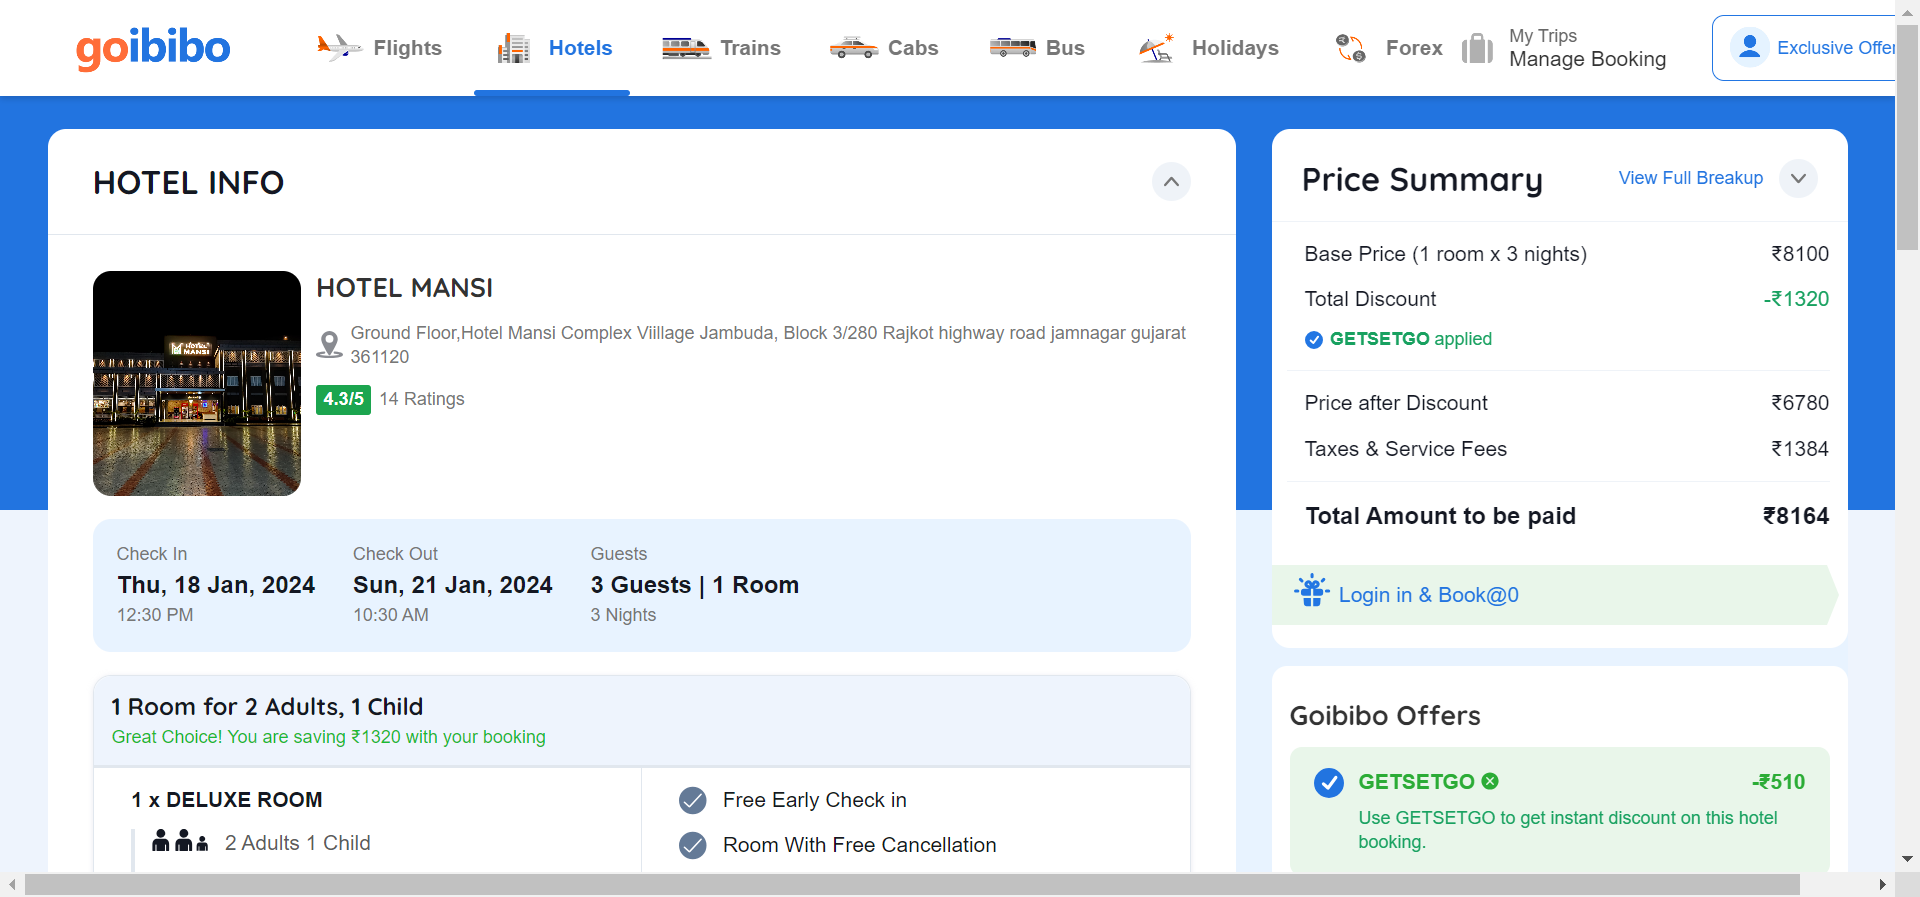 goibibo
Flights
Hotels
Trains
Cabs
Bus
Holidays
Forex
My Trips
Manage Booking
Exclusive Offer
HOTEL INFO
HOTEL MANSI
Ground Floor,Hotel Mansi Complex Viillage Jambuda, Block 3/280 Rajkot highway road jamnagar gujarat
361120
4.3/5 14 Ratings
HOTEL
MANSI
Check In
Thu, 18 Jan, 2024
12:30 PM
Check Out
Sun, 21 Jan, 2024
10:30 AM
Guests
3 Guests | 1 Room
3 Nights
1 Room for 2 Adults, 1 Child
Great Choice! You are saving ₹1320 with your booking
1 x DELUXE ROOM
2 Adults 1 Child
Free Early Check in
Room With Free Cancellation
Price Summary
View Full Breakup
Base Price (1 room x 3 nights) ₹8100
Total Discount -₹1320
GETSETGO applied
Price after Discount ₹6780
Taxes & Service Fees ₹1384
Total Amount to be paid ₹8164
Login in & Book@0
Goibibo Offers
GETSETGO -₹510
Use GETSETGO to get instant discount on this hotel
booking.